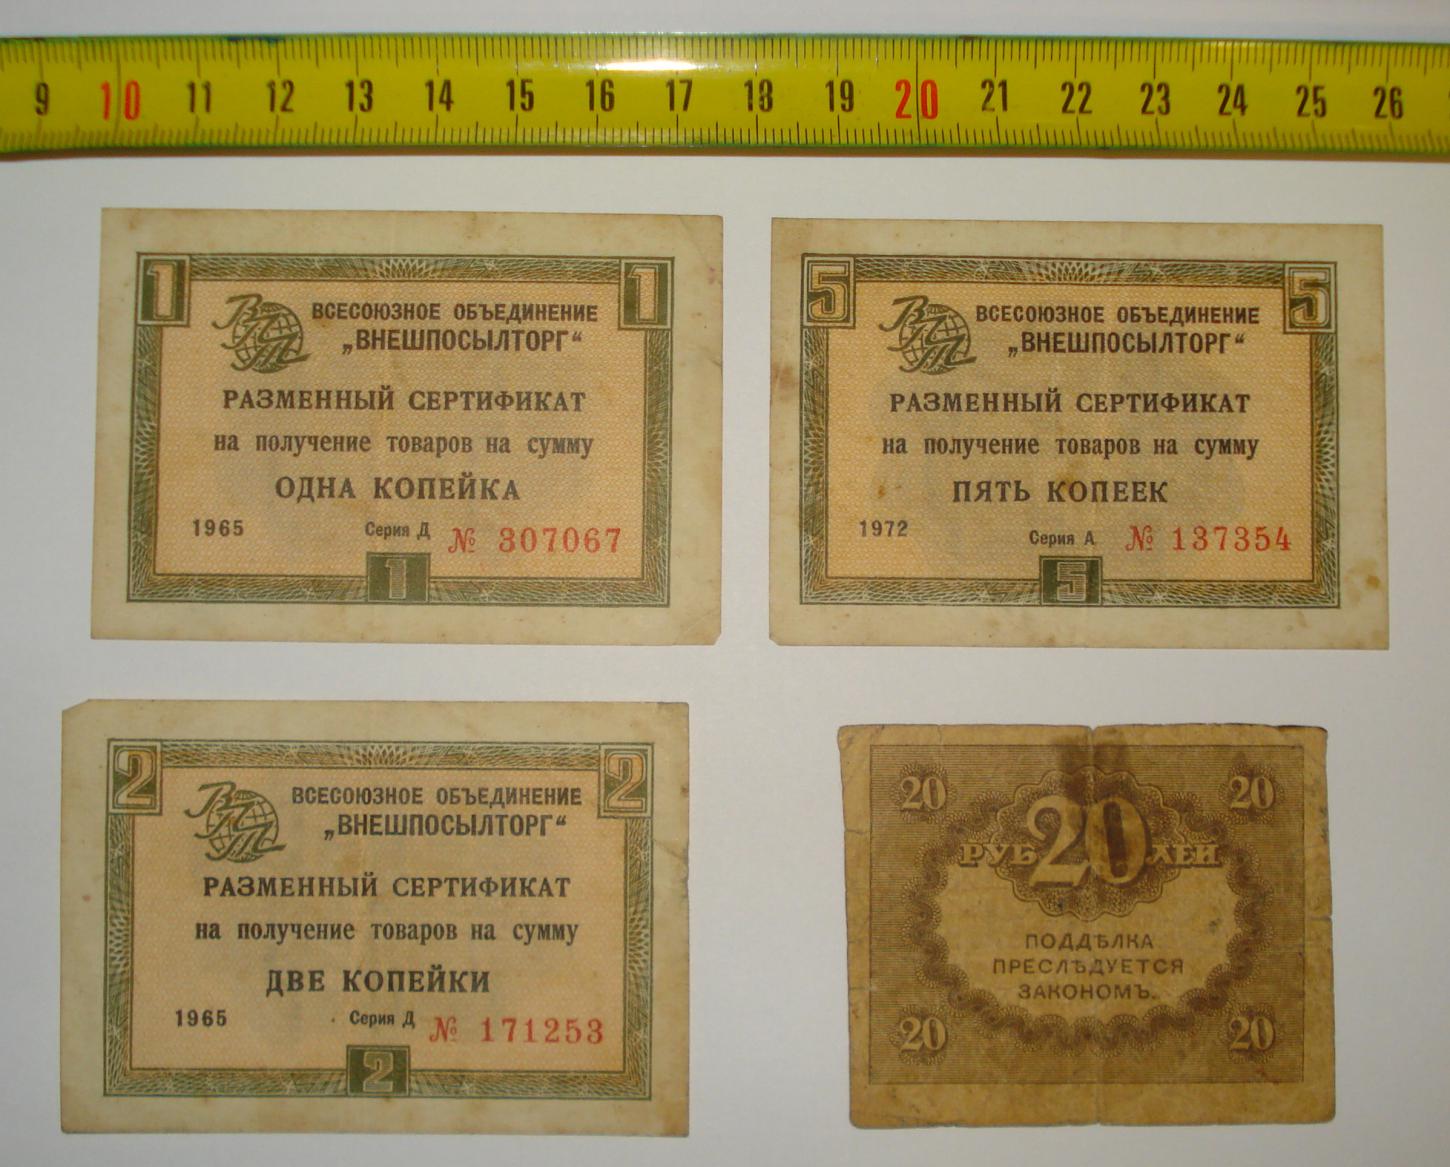 9 10 11 12 13 14 15 16 17 18 19 20 21 22 23 24 25 26
1 1
ВПТ
ВСЕСОЮЗНОЕ ОБЪЕДИНЕНИЕ
„ВНЕШПОСЫЛТОРГ“
РАЗМЕННЫЙ СЕРТИФИКАТ
на получение товаров на сумму
ОДНА КОПЕЙКА
1965 Серия Д № 307067
1
5 5
ВПТ
ВСЕСОЮЗНОЕ ОБЪЕДИНЕНИЕ
„ВНЕШПОСЫЛТОРГ“
РАЗМЕННЫЙ СЕРТИФИКАТ
на получение товаров на сумму
ПЯТЬ КОПЕЕК
1972 Серия А № 137354
5
2 2
ВПТ
ВСЕСОЮЗНОЕ ОБЪЕДИНЕНИЕ
„ВНЕШПОСЫЛТОРГ“
РАЗМЕННЫЙ СЕРТИФИКАТ
на получение товаров на сумму
ДВЕ КОПЕЙКИ
1965 Серия Д № 171253
2
20 20
РУБ 20 ЛЕЙ
ПОДДѢЛКА
ПРЕСЛѢДУЕТСЯ
ЗАКОНОМЪ.
20 20